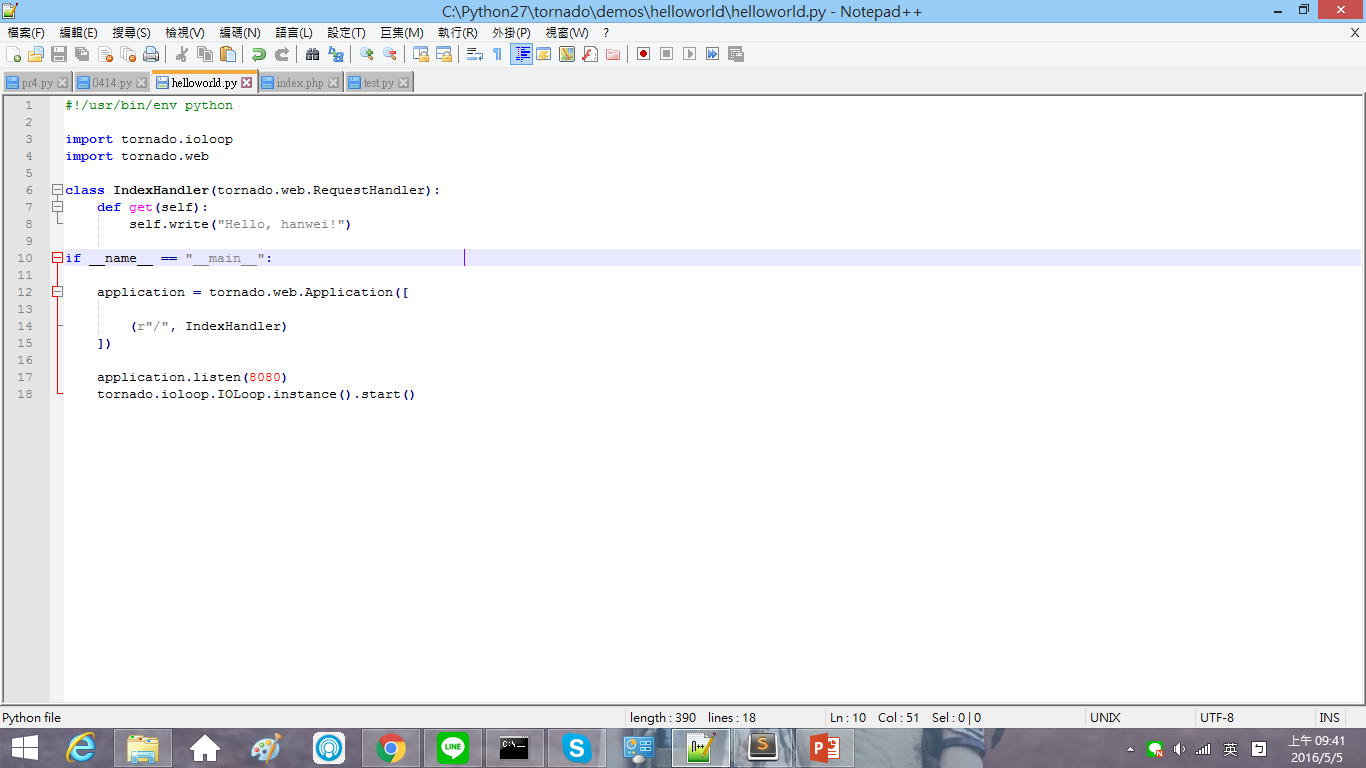 C:\Python27\tornado\demos\helloworld\helloworld.py - Notepad++
檔案(F) 編輯(E) 搜尋(S) 檢視(V) 編碼(N) 語言(L) 設定(T) 巨集(M) 執行(R) 外掛(P) 視窗(W) ? X
pr4.py 0414.py helloworld.py index.php test.py
1 #!/usr/bin/env python
2
3 import tornado.ioloop
4 import tornado.web
5
6 class IndexHandler(tornado.web.RequestHandler):
7 def get(self):
8 self.write("Hello, hanwei!")
9
10 if __name__ == "__main__":
11
12 application = tornado.web.Application([
13
14 (r"/", IndexHandler)
15 ])
16
17 application.listen(8080)
18 tornado.ioloop.IOLoop.instance().start()
Python file length : 390 lines : 18 Ln : 10 Col : 51 Sel : 0 | 0 UNIX UTF-8 INS
LINE C:\_ S S P 英 上午 09:41
2016/5/5